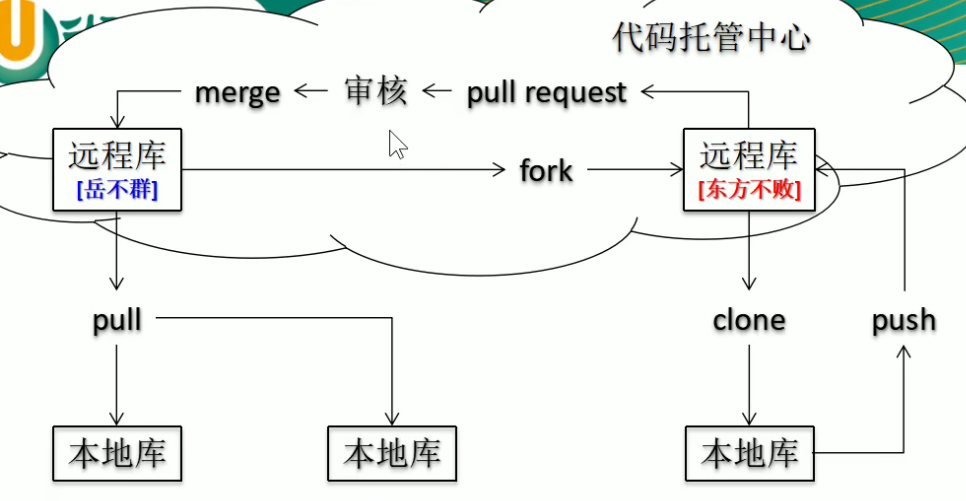 代码托管中心
merge
审核
pull request
远程库
[岳不群]
fork
远程库
[东方不败]
pull
clone
push
本地库
本地库
本地库